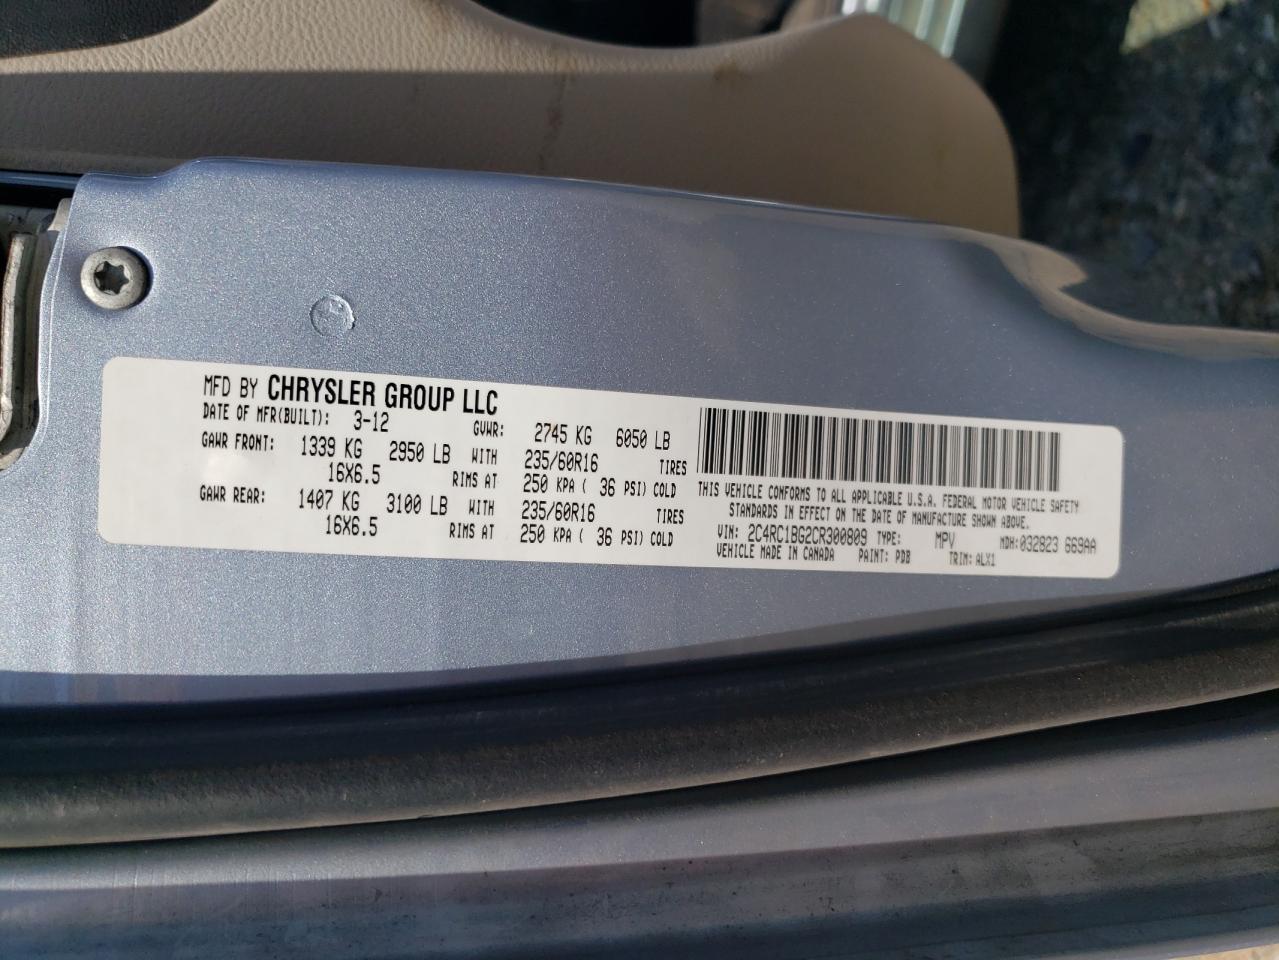 MFD BY CHRYSLER GROUP LLC
DATE OF MFR(BUILT): 3-12 GVWR: 2745 KG 6050 LB
GAWR FRONT: 1339 KG 2950 LB WITH 235/60R16 TIRES
16X6.5 RIMS AT 250 KPA ( 36 PSI) COLD
GAWR REAR: 1407 KG 3100 LB WITH 235/60R16 TIRES
16X6.5 RIMS AT 250 KPA ( 36 PSI) COLD
THIS VEHICLE CONFORMS TO ALL APPLICABLE U.S.A. FEDERAL MOTOR VEHICLE SAFETY
STANDARDS IN EFFECT ON THE DATE OF MANUFACTURE SHOWN ABOVE.
VIN: 2C4RC1BG2CR300809 TYPE: MPV MDH: 032823 669AA
VEHICLE MADE IN CANADA PAINT: PDB TRIM: ALX1